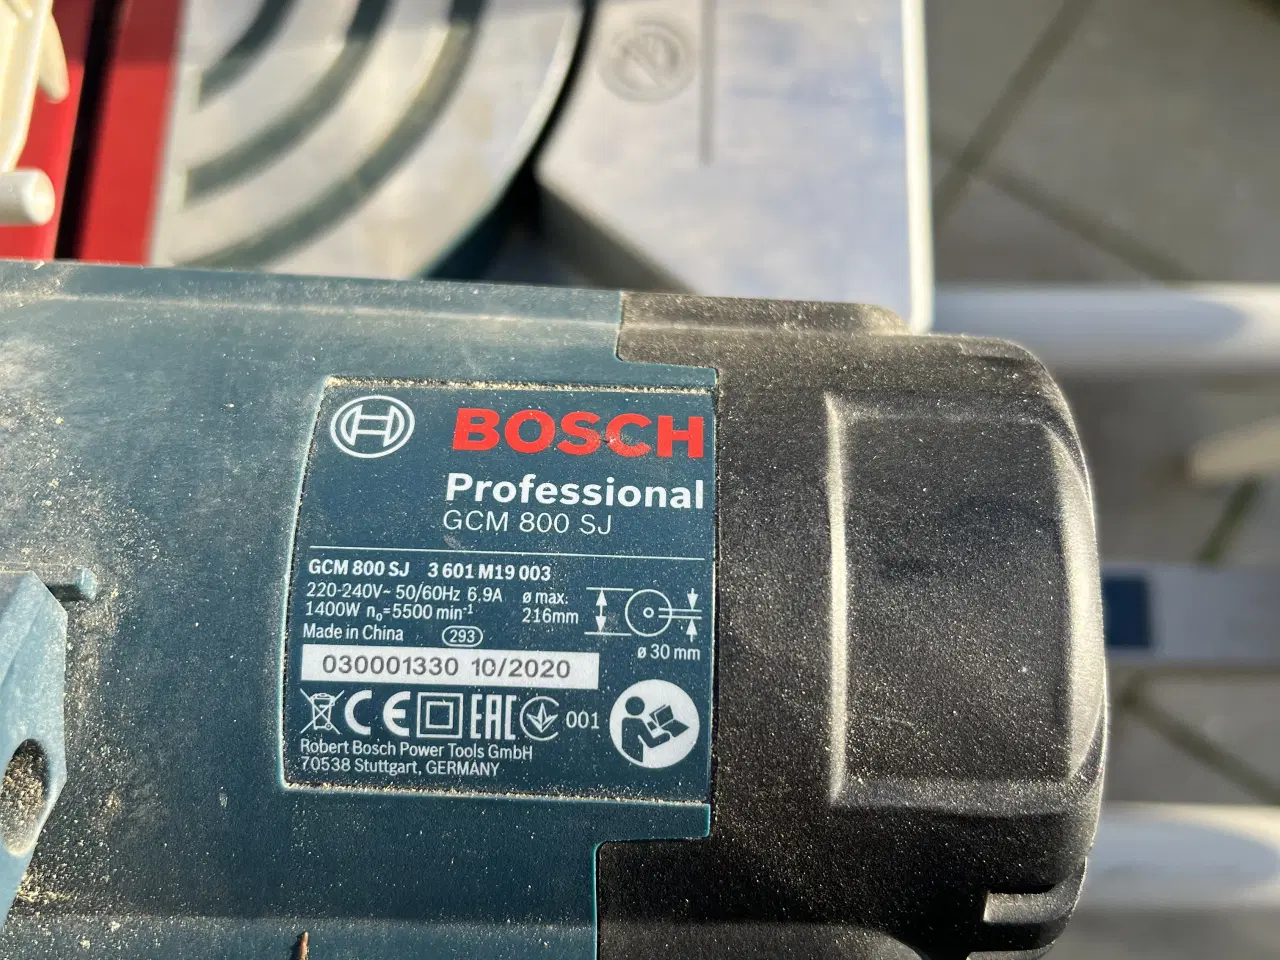 BOSCH
Professional
GCM 800 SJ
GCM 800 SJ 3 601 M19 003
220-240V~ 50/60Hz 6,9A
1400W n₀=5500 min⁻¹
ø max.
216mm
Made in China 293
ø 30 mm
030001330 10/2020
CE EAC 001
Robert Bosch Power Tools GmbH
70538 Stuttgart, GERMANY